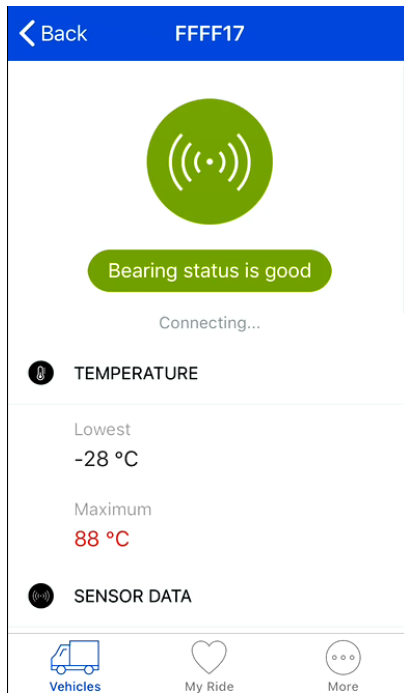 Back
FFFF17
Bearing status is good
Connecting...
TEMPERATURE
Lowest
-28 °C
Maximum
88 °C
SENSOR DATA
Vehicles
My Ride
More